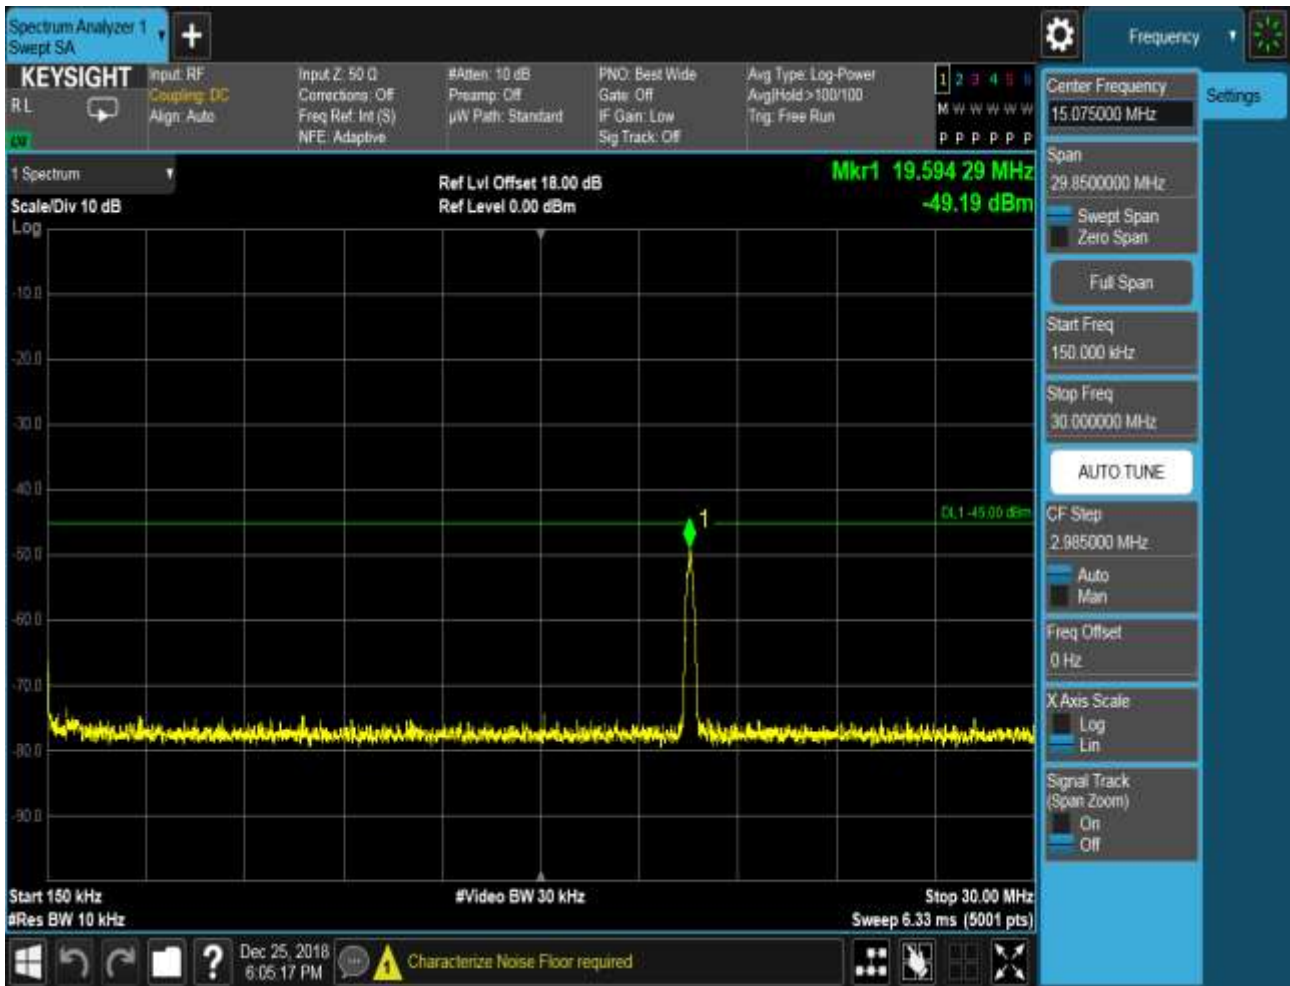 Spectrum Analyzer 1
Swept SA
+
Frequency
KEYSIGHT
RL
Input: RF
Coupling: DC
Align: Auto
Input Z: 50 Ω
Corrections: Off
Freq Ref: Int (S)
NFE: Adaptive
#Atten: 10 dB
Preamp: Off
µW Path: Standard
PNO: Best Wide
Gate: Off
IF Gain: Low
Sig Track: Off
Avg Type: Log-Power
Avg|Hold:>100/100
Trig: Free Run
1 2 3 4 5 6
M W W W W W
P P P P P P
1 Spectrum
Scale/Div 10 dB
Log
Ref Lvl Offset 18.00 dB
Ref Level 0.00 dBm
Mkr1 19.594 29 MHz
-49.19 dBm
-10.0
-20.0
-30.0
-40.0
-50.0
-60.0
-70.0
-80.0
-90.0
1
DL1 -45.00 dBm
Start 150 kHz
#Res BW 10 kHz
#Video BW 30 kHz
Stop 30.00 MHz
Sweep 6.33 ms (5001 pts)
Center Frequency
15.075000 MHz
Settings
Span
29.8500000 MHz
Swept Span
Zero Span
Full Span
Start Freq
150.000 kHz
Stop Freq
30.000000 MHz
AUTO TUNE
CF Step
2.985000 MHz
Auto
Man
Freq Offset
0 Hz
X Axis Scale
Log
Lin
Signal Track
(Span Zoom)
On
Off
?
Dec 25, 2018
6:05:17 PM
1
Characterize Noise Floor required